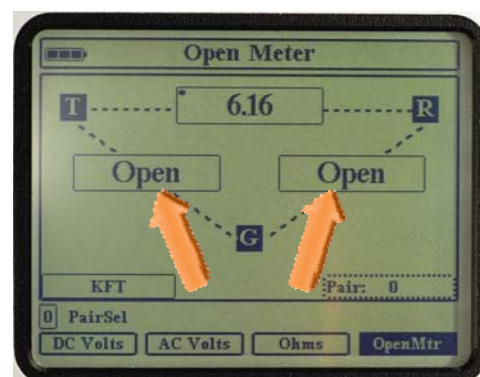 Open Meter
T 6.16 R
Open Open
G
KFT Pair: 0
0 PairSel
DC Volts AC Volts Ohms OpenMtr